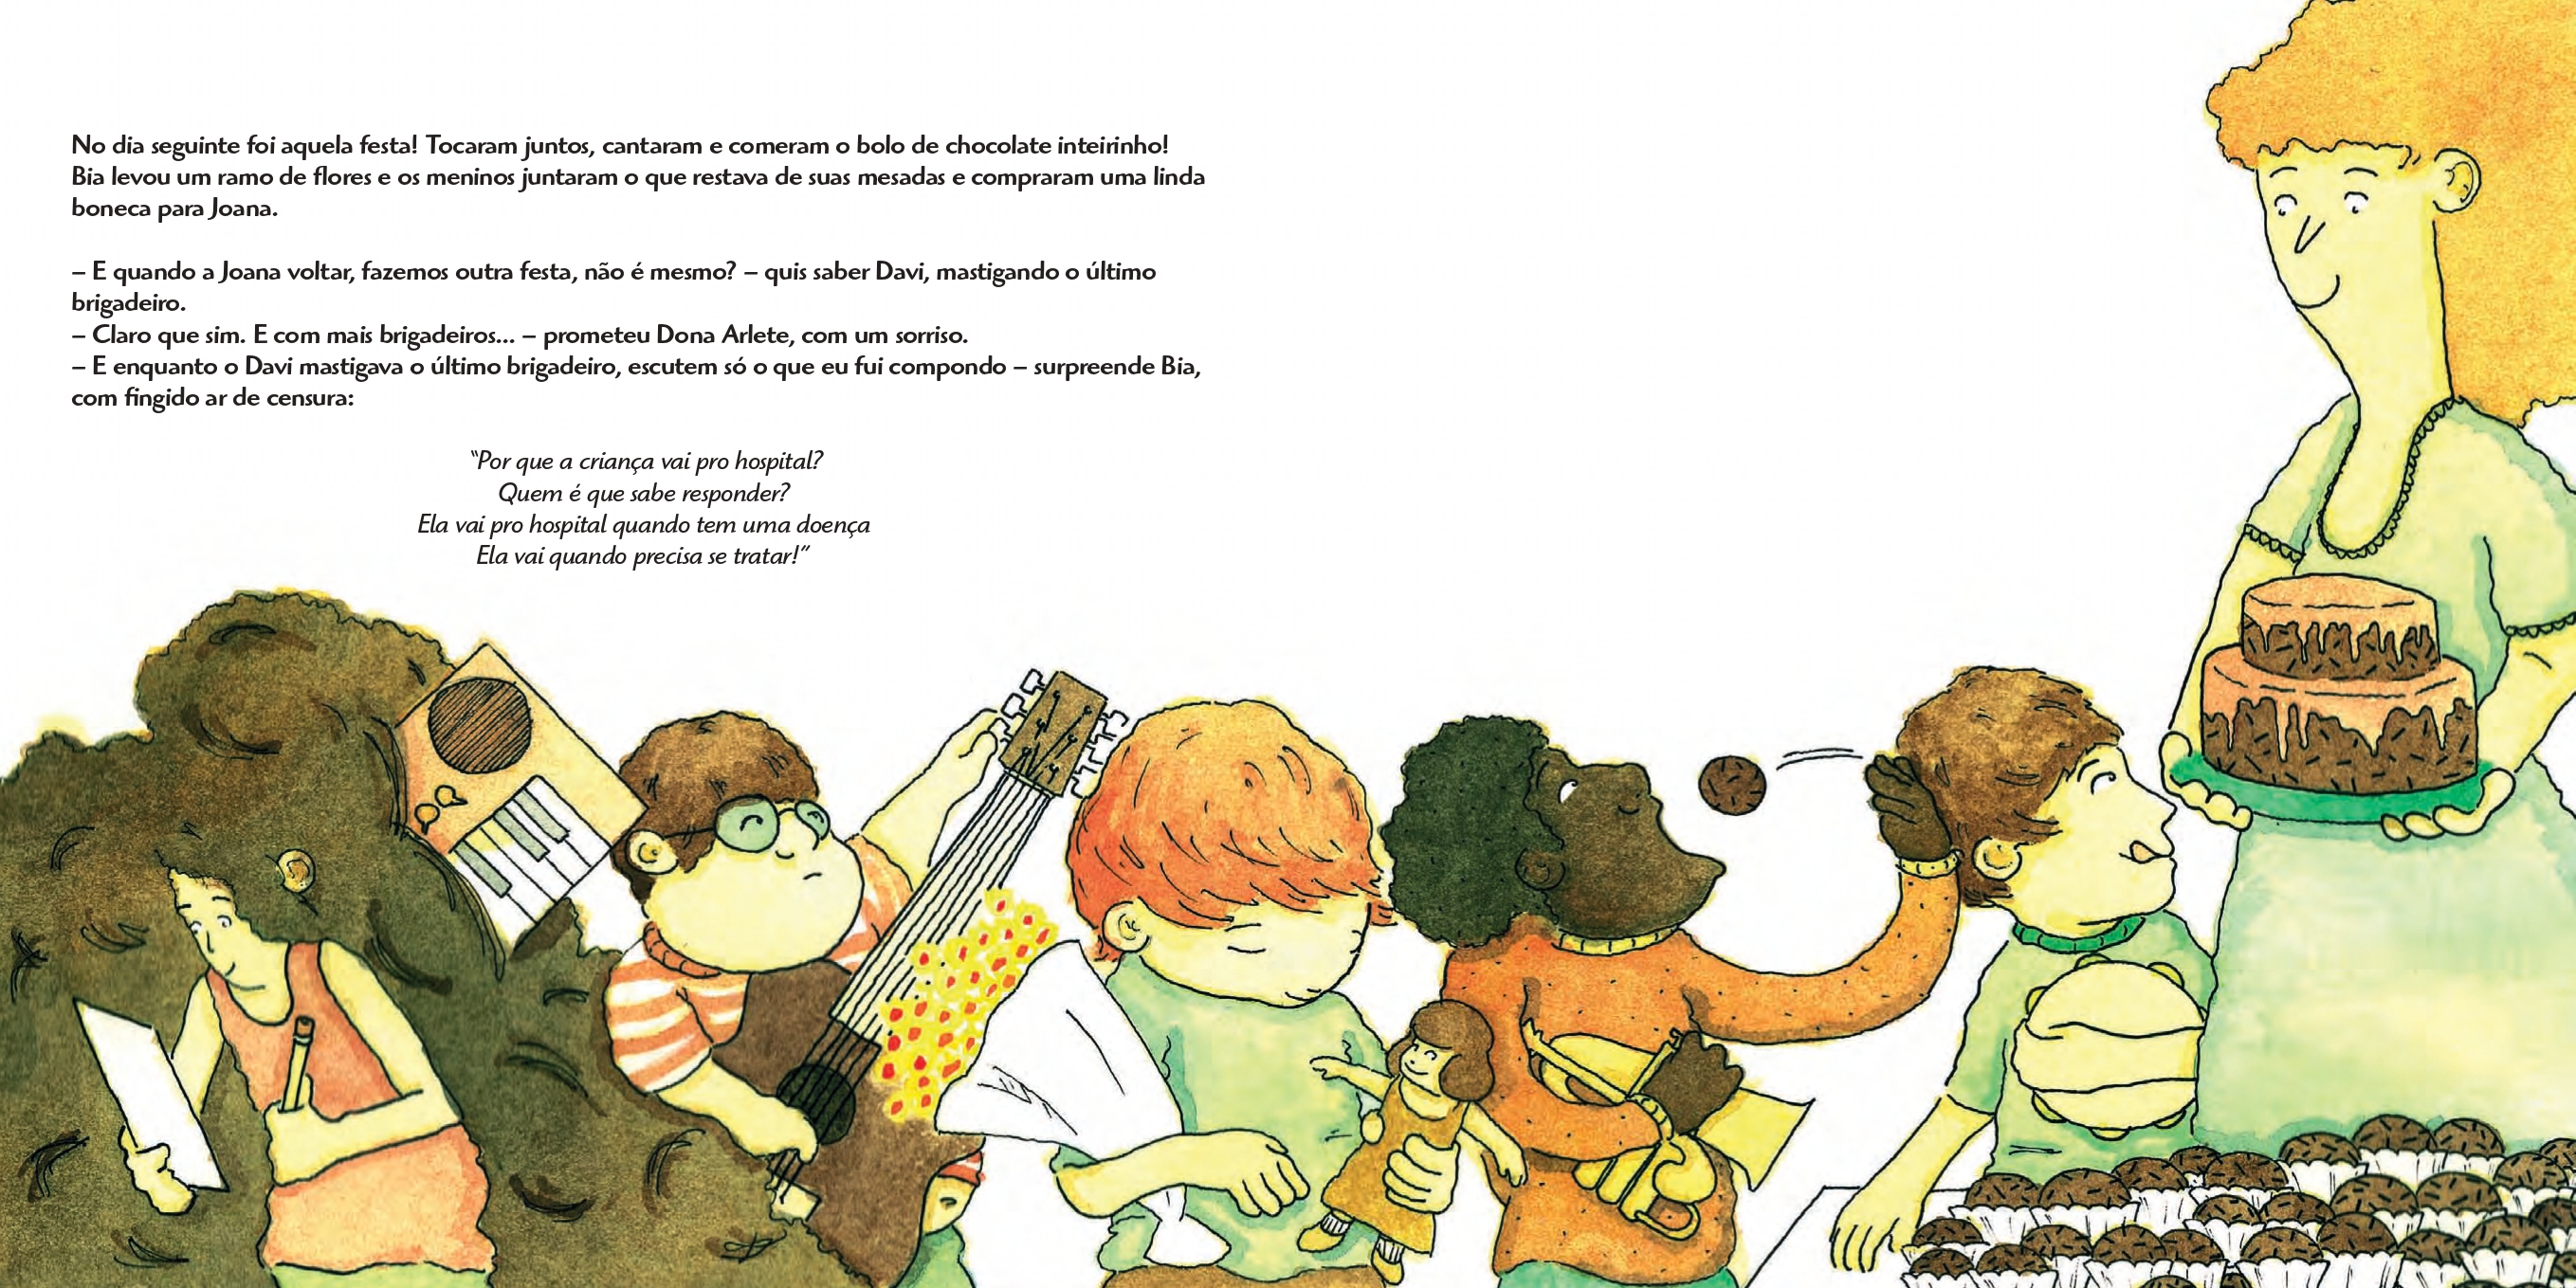 No dia seguinte foi aquela festa! Tocaram juntos, cantaram e comeram o bolo de chocolate inteirinho!
Bia levou um ramo de flores e os meninos juntaram o que restava de suas mesadas e compraram uma linda
boneca para Joana.
– E quando a Joana voltar, fazemos outra festa, não é mesmo? – quis saber Davi, mastigando o último
brigadeiro.
– Claro que sim. E com mais brigadeiros... – prometeu Dona Arlete, com um sorriso.
– E enquanto o Davi mastigava o último brigadeiro, escutem só o que eu fui compondo – surpreende Bia,
com fingido ar de censura:
“Por que a criança vai pro hospital?
Quem é que sabe responder?
Ela vai pro hospital quando tem uma doença
Ela vai quando precisa se tratar!”